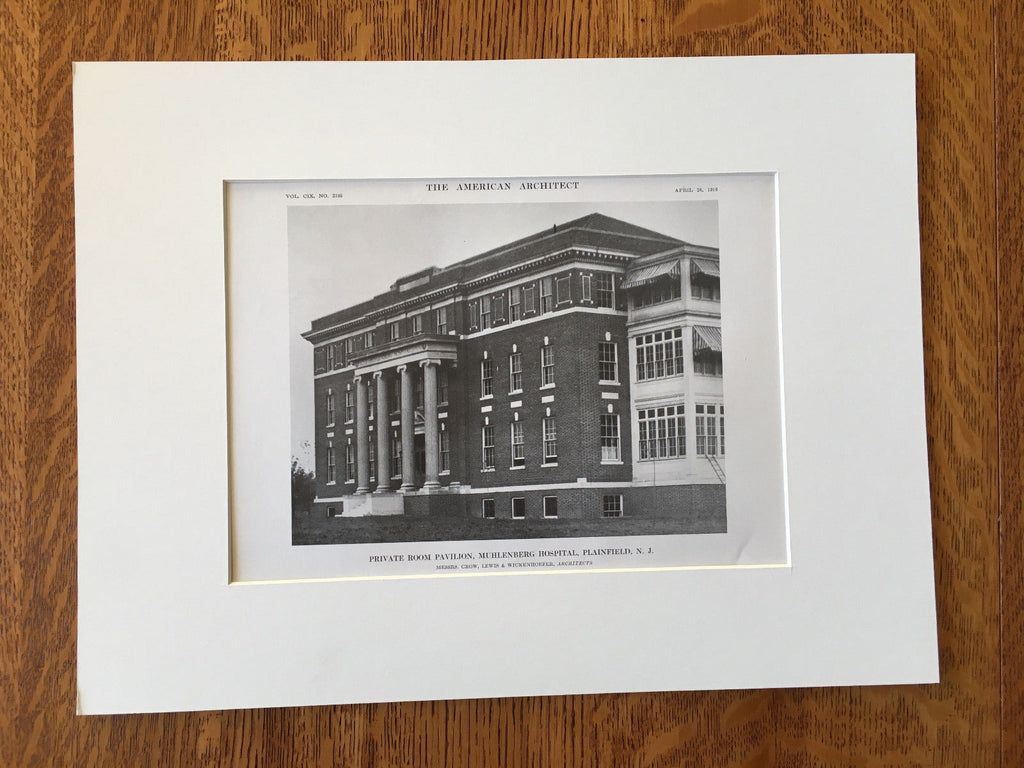 THE AMERICAN ARCHITECT
VOL. CIX, NO. 2105
APRIL 26, 1916
PRIVATE ROOM PAVILION, MUHLENBERG HOSPITAL, PLAINFIELD, N. J.
MESSRS. CROW, LEWIS & WICKENHOEFER, ARCHITECTS